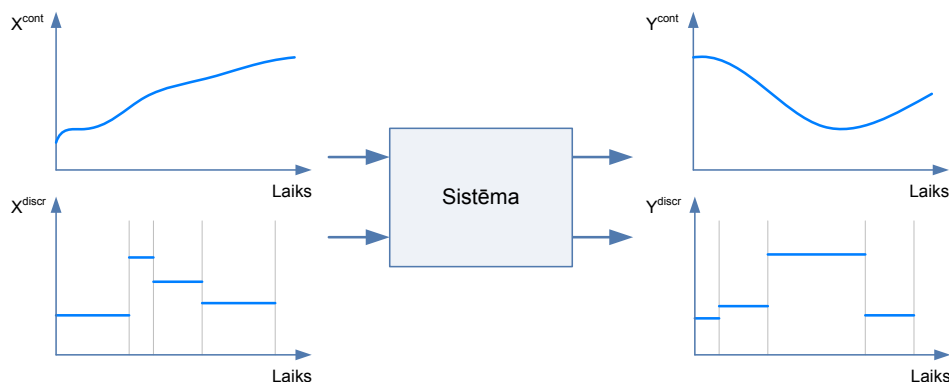 X^cont
Y^cont
Sistēma
Laiks
Laiks
X^discr
Y^discr
Laiks
Laiks